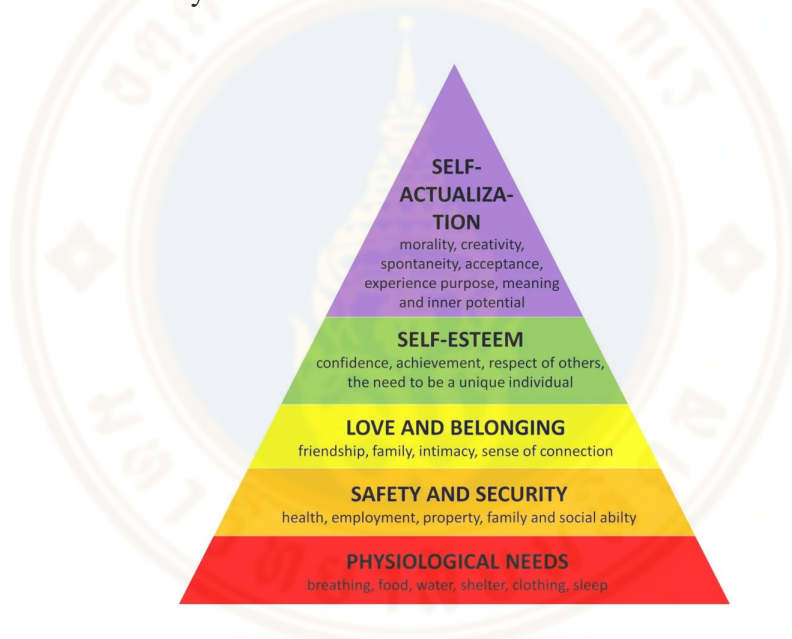 SELF-
ACTUALIZA-
TION
morality, creativity,
spontaneity, acceptance,
experience purpose, meaning
and inner potential
SELF-ESTEEM
confidence, achievement, respect of others,
the need to be a unique individual
LOVE AND BELONGING
friendship, family, intimacy, sense of connection
SAFETY AND SECURITY
health, employment, property, family and social abilty
PHYSIOLOGICAL NEEDS
breathing, food, water, shelter, clothing, sleep